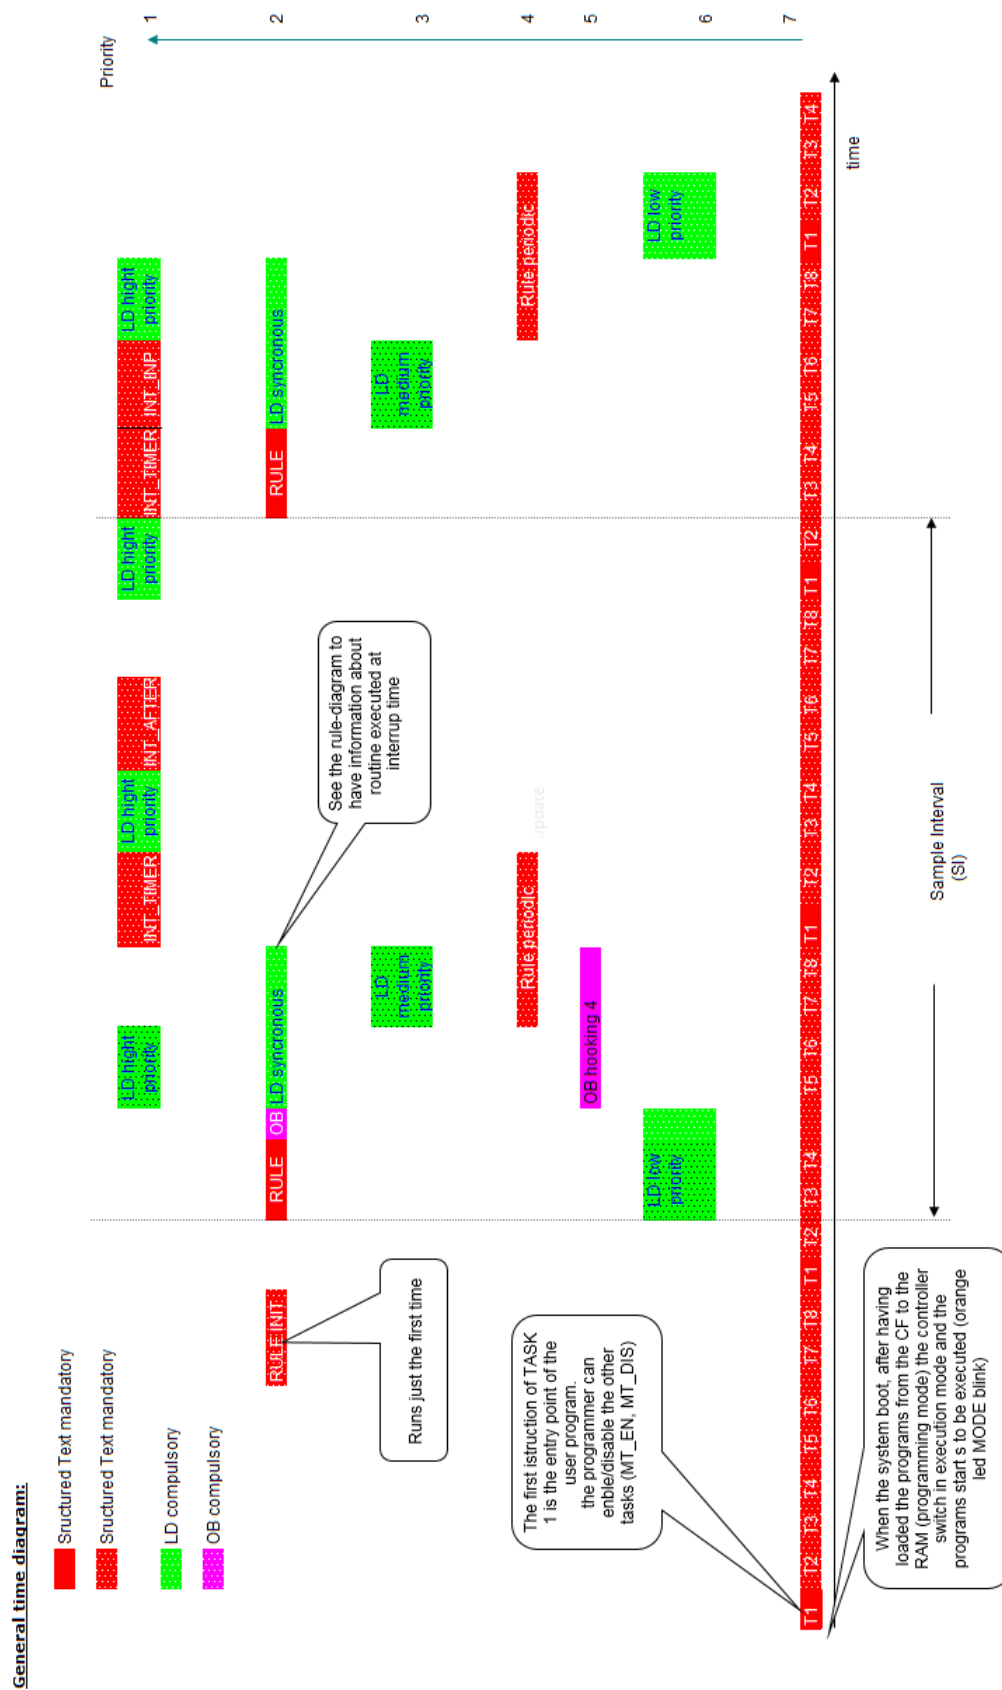 General time diagram:
Sructured Text mandatory
Sructured Text mandatory
LD compulsory
OB compulsory
Priority
1
2
3
4
5
6
7
LD hight
priority
INT_TIMER
LD hight
priority
INT_AFTER
LD hight
priority
INT_TIMER
INT_INP
LD hight
priority
RULE INIT
RULE
OB
LD syncronous
RULE
LD syncronous
Runs just the first time
See the rule-diagram to
have information about
routine executed at
interrup time
LD
medium
priority
LD
medium
priority
Rule periodic
update
Rule periodic
OB hooking 4
LD low
priority
LD low
priority
The first istruction of TASK
1 is the entry point of the
user program.
the programmer can
enble/disable the other
tasks (MT_EN, MT_DIS)
T1 T2 T3 T4 T5 T6 T7 T8 T1 T2 T3 T4 T5 T6 T7 T8 T1 T2 T3 T4 T5 T6 T7 T8 T1 T2 T3 T4 T5 T6 T7 T8 T1 T2 T3 T4
time
When the system boot, after having
loaded the programs from the CF to the
RAM (programming mode) the controller
switch in execution mode and the
programs start s to be executed (orange
led MODE blink)
Sample Interval
(SI)